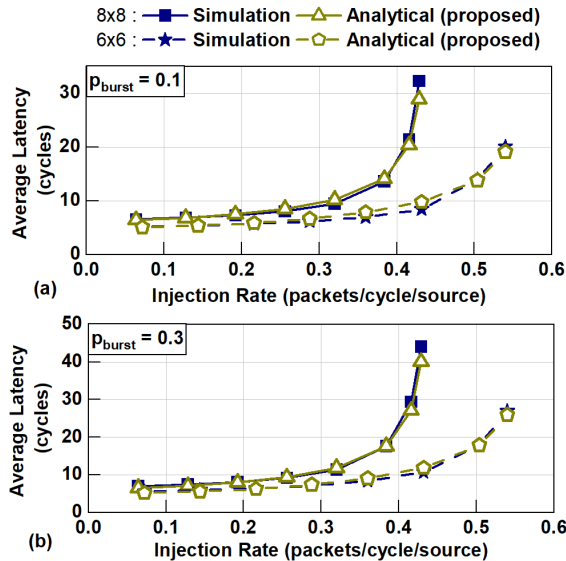 8x8 : Simulation Analytical (proposed)
6x6 : Simulation Analytical (proposed)
p_burst = 0.1
30
20
10
0
0.0 0.1 0.2 0.3 0.4 0.5 0.6
Average Latency
(cycles)
(a) Injection Rate (packets/cycle/source)
p_burst = 0.3
50
40
30
20
10
0
0.0 0.1 0.2 0.3 0.4 0.5 0.6
Average Latency
(cycles)
(b) Injection Rate (packets/cycle/source)